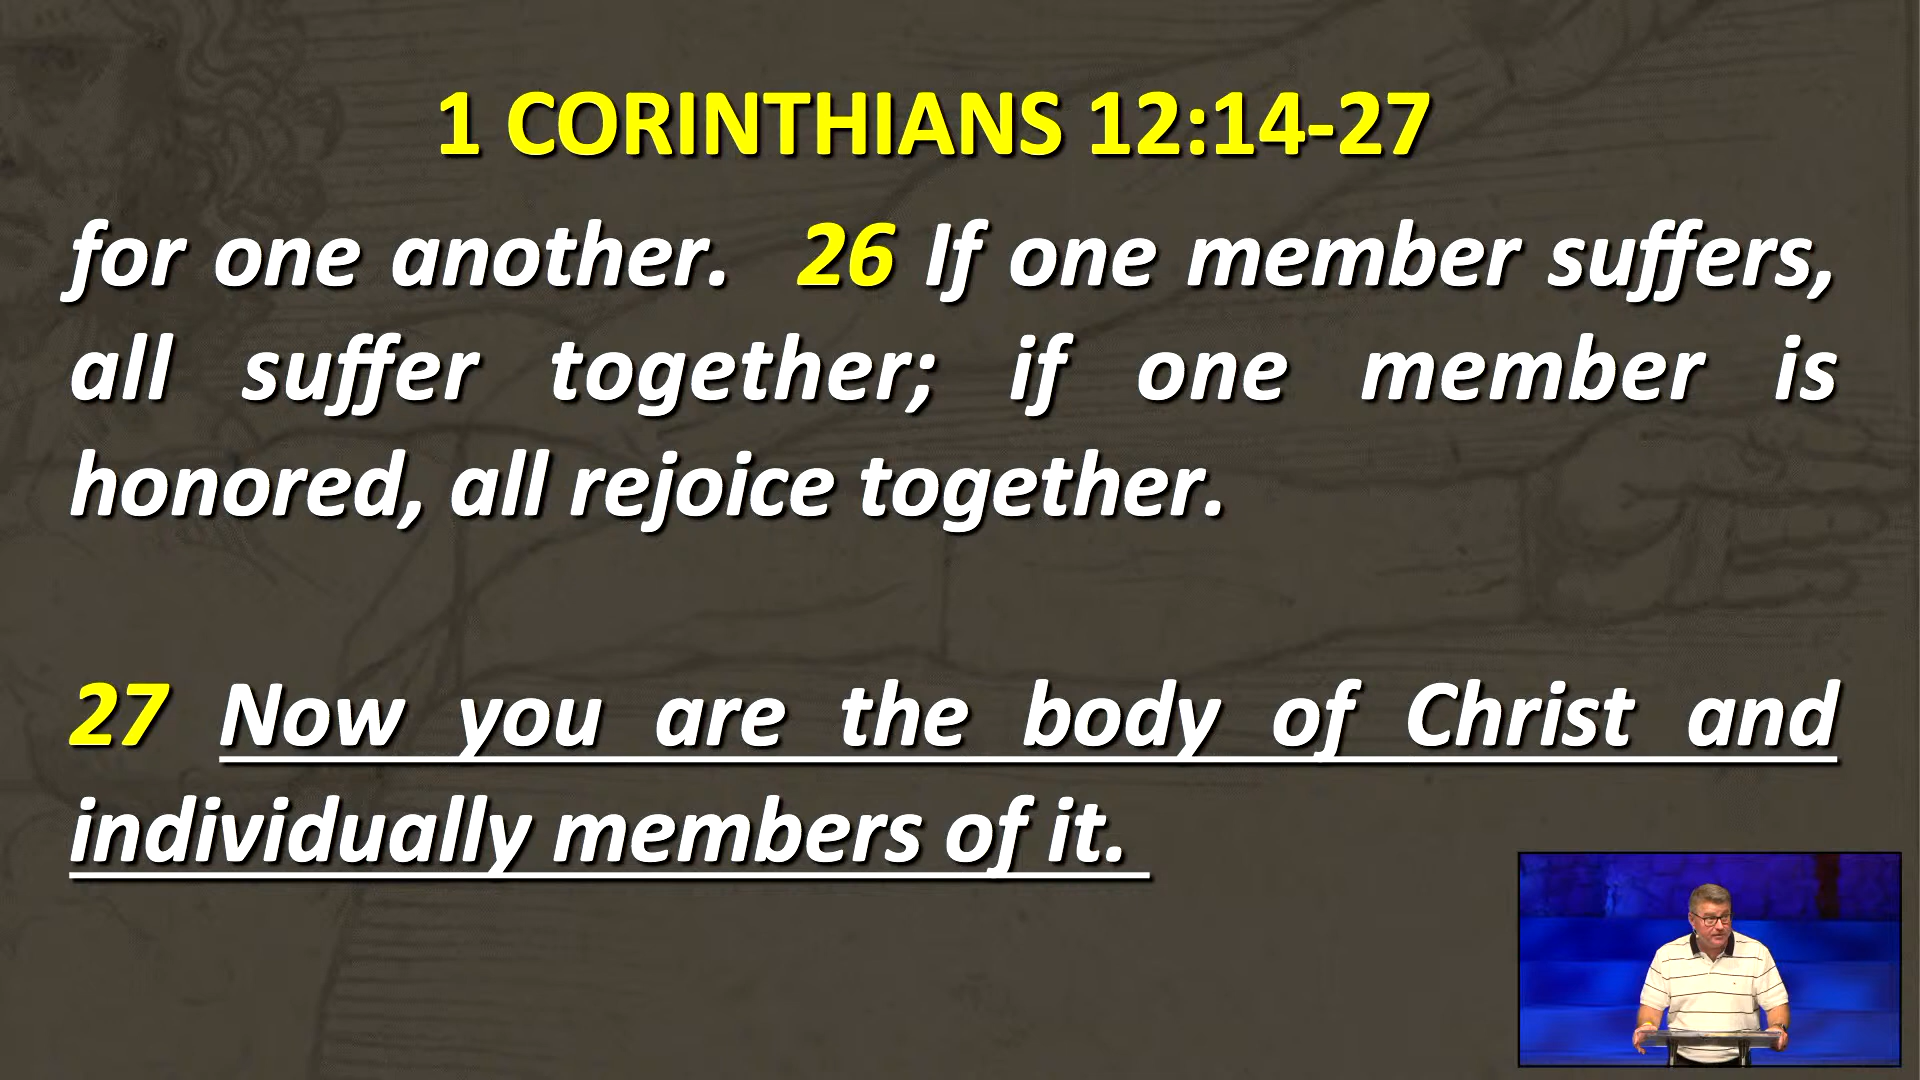 1 CORINTHIANS 12:14-27
for one another. 26 If one member suffers,
all suffer together; if one member is
honored, all rejoice together.
27 Now you are the body of Christ and
individually members of it.